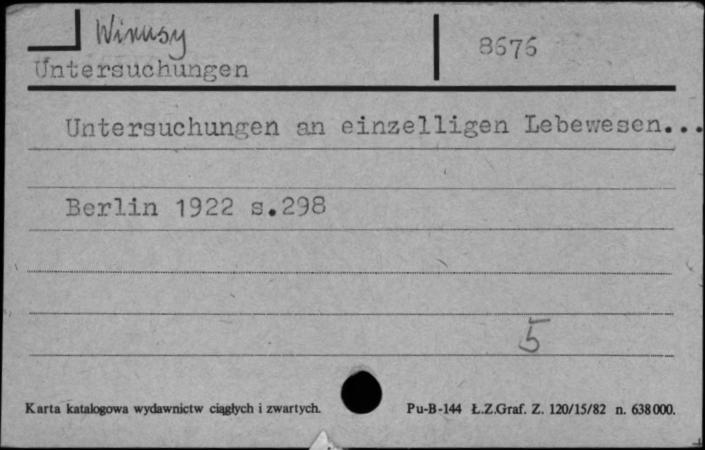 Wirusy
8676
Untersuchungen
Untersuchungen an einzelligen Lebewesen...
Berlin 1922 s.298
5
Karta katalogowa wydawnictw ciągłych i zwartych.
Pu-B-144 Ł.Z.Graf. Z. 120/15/82 n. 638000.